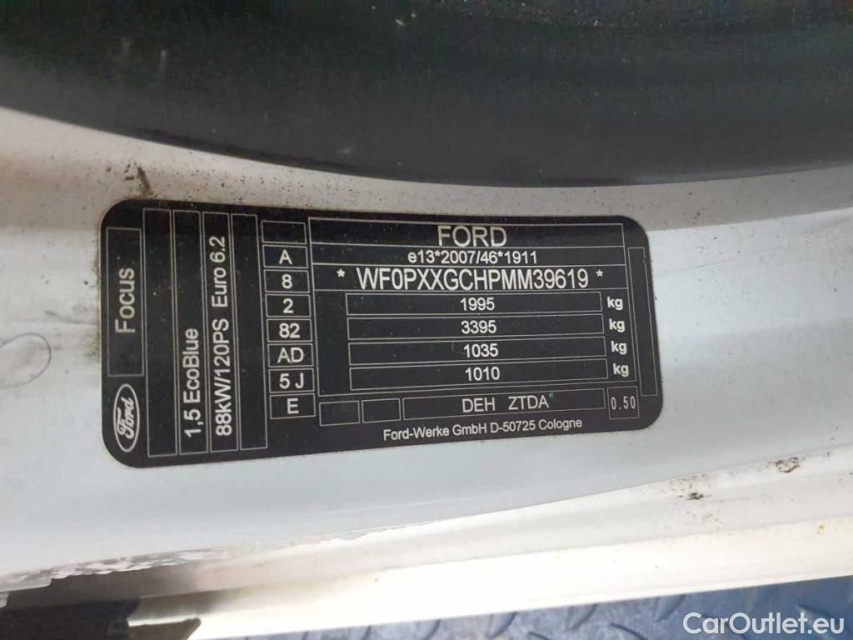 FORD
e13*2007/46*1911
* WF0PXXGCHPMM39619 *
1995 kg
3395 kg
1035 kg
1010 kg
DEH ZTDA 0.50
Ford-Werke GmbH D-50725 Cologne
A
8
2
82
AD
5 J
E
Focus
Ford
1,5 EcoBlue
88kW/120PS Euro 6.2
CarOutlet.eu